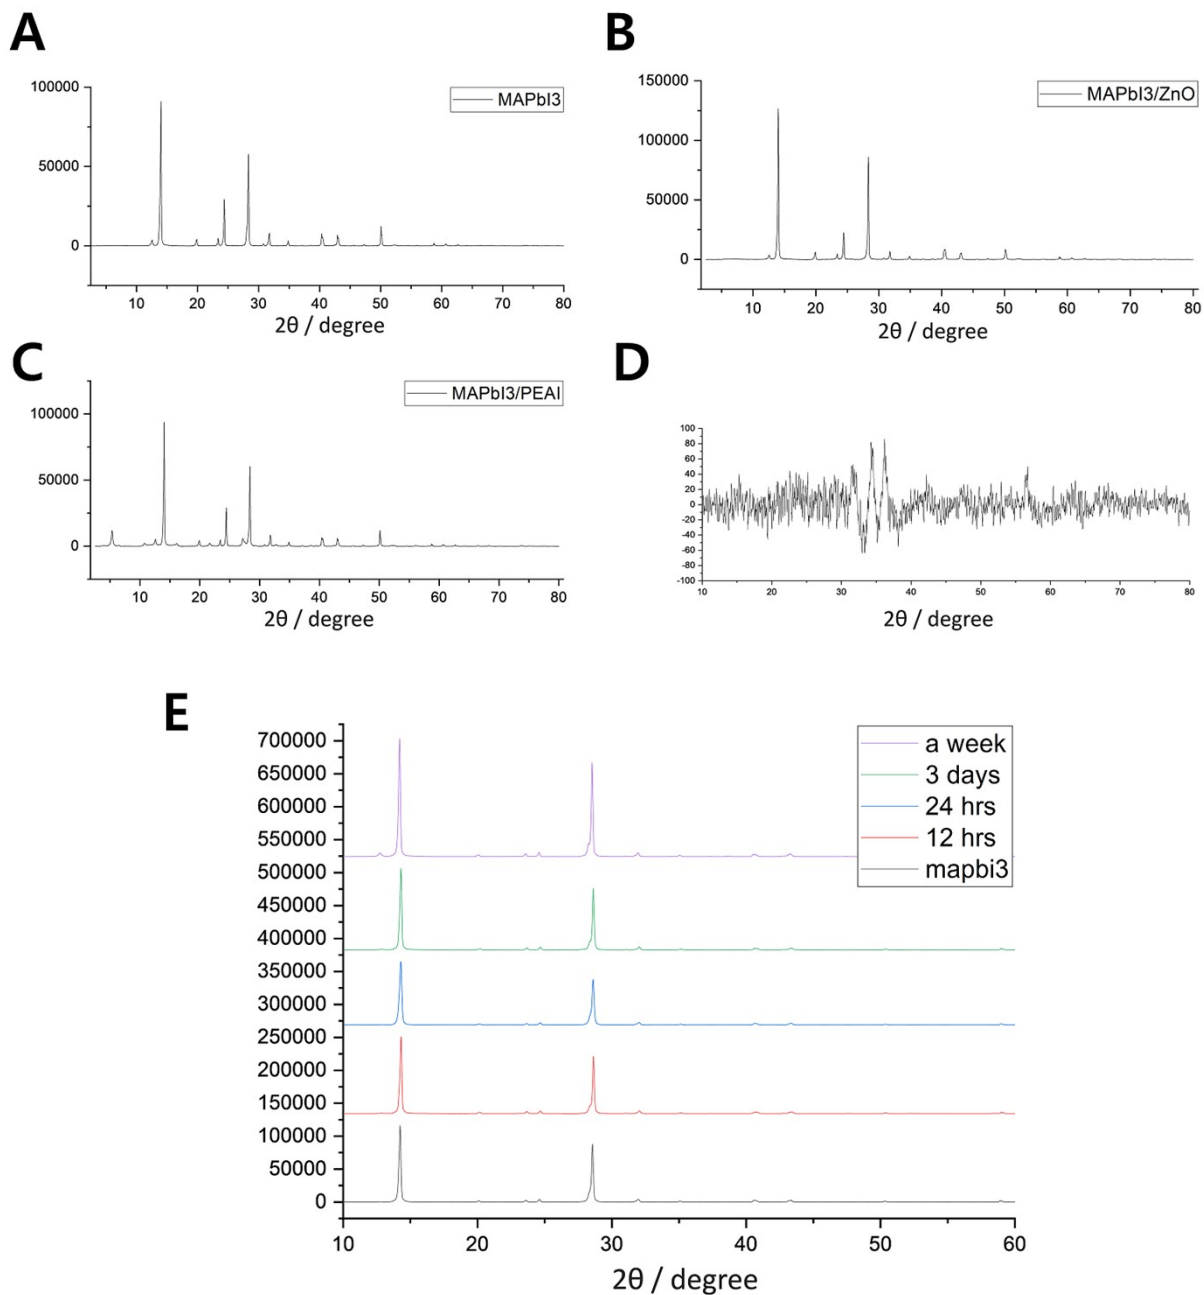 A
100000
50000
0
MAPbI3
10 20 30 40 50 60 70 80
2θ / degree
B
150000
100000
50000
0
MAPbI3/ZnO
10 20 30 40 50 60 70 80
2θ / degree
C
100000
50000
0
MAPbI3/PEAI
10 20 30 40 50 60 70 80
2θ / degree
D
100
80
60
40
20
0
-20
-40
-60
-80
-100
10 20 30 40 50 60 70 80
2θ / degree
E
700000
650000
600000
550000
500000
450000
400000
350000
300000
250000
200000
150000
100000
50000
0
a week
3 days
24 hrs
12 hrs
mapbi3
10 20 30 40 50 60
2θ / degree